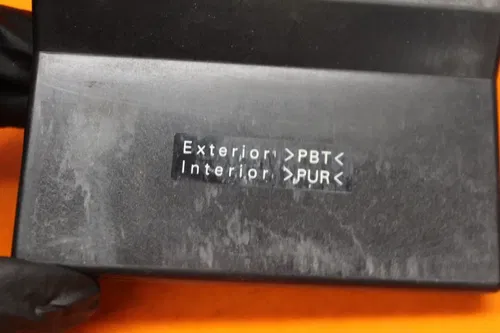 Exterior >PBT<
Interior >PUR<